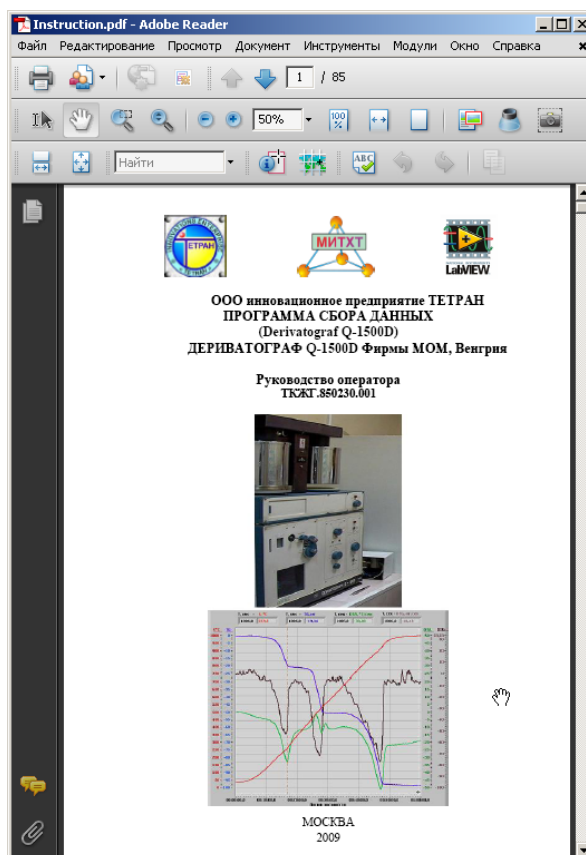 Instruction.pdf - Adobe Reader
Файл Редактирование Просмотр Документ Инструменты Модули Окно Справка
1 / 85
50% 100 %
Найти ABC
ТЕТРАН МИТХТ LabVIEW
ООО инновационное предприятие ТЕТРАН
ПРОГРАММА СБОРА ДАННЫХ
(Derivatograf Q-1500D)
ДЕРИВАТОГРАФ Q-1500D Фирмы МОМ, Венгрия
Руководство оператора
ТКЖГ.850230.001
МОСКВА
2009